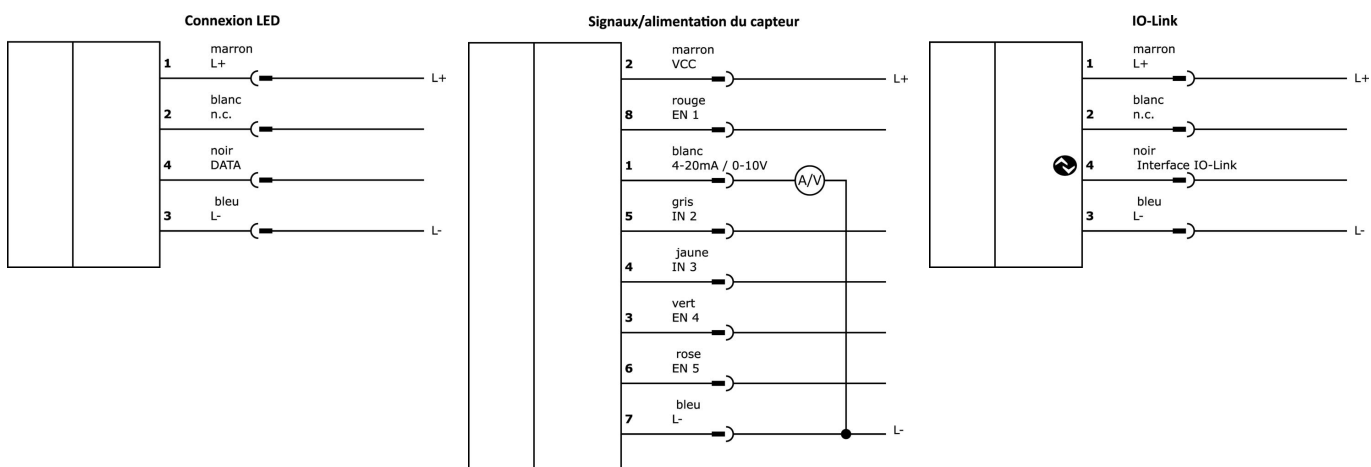 Connexion LED
marron
1 L+
L+
blanc
2 n.c.
noir
4 DATA
bleu
3 L-
L-
Signaux/alimentation du capteur
marron
2 VCC
L+
rouge
8 EN 1
blanc
1 4-20mA / 0-10V
A/V
gris
5 IN 2
jaune
4 IN 3
vert
3 EN 4
rose
6 EN 5
bleu
7 L-
L-
IO-Link
marron
1 L+
L+
blanc
2 n.c.
noir
4 Interface IO-Link
bleu
3 L-
L-